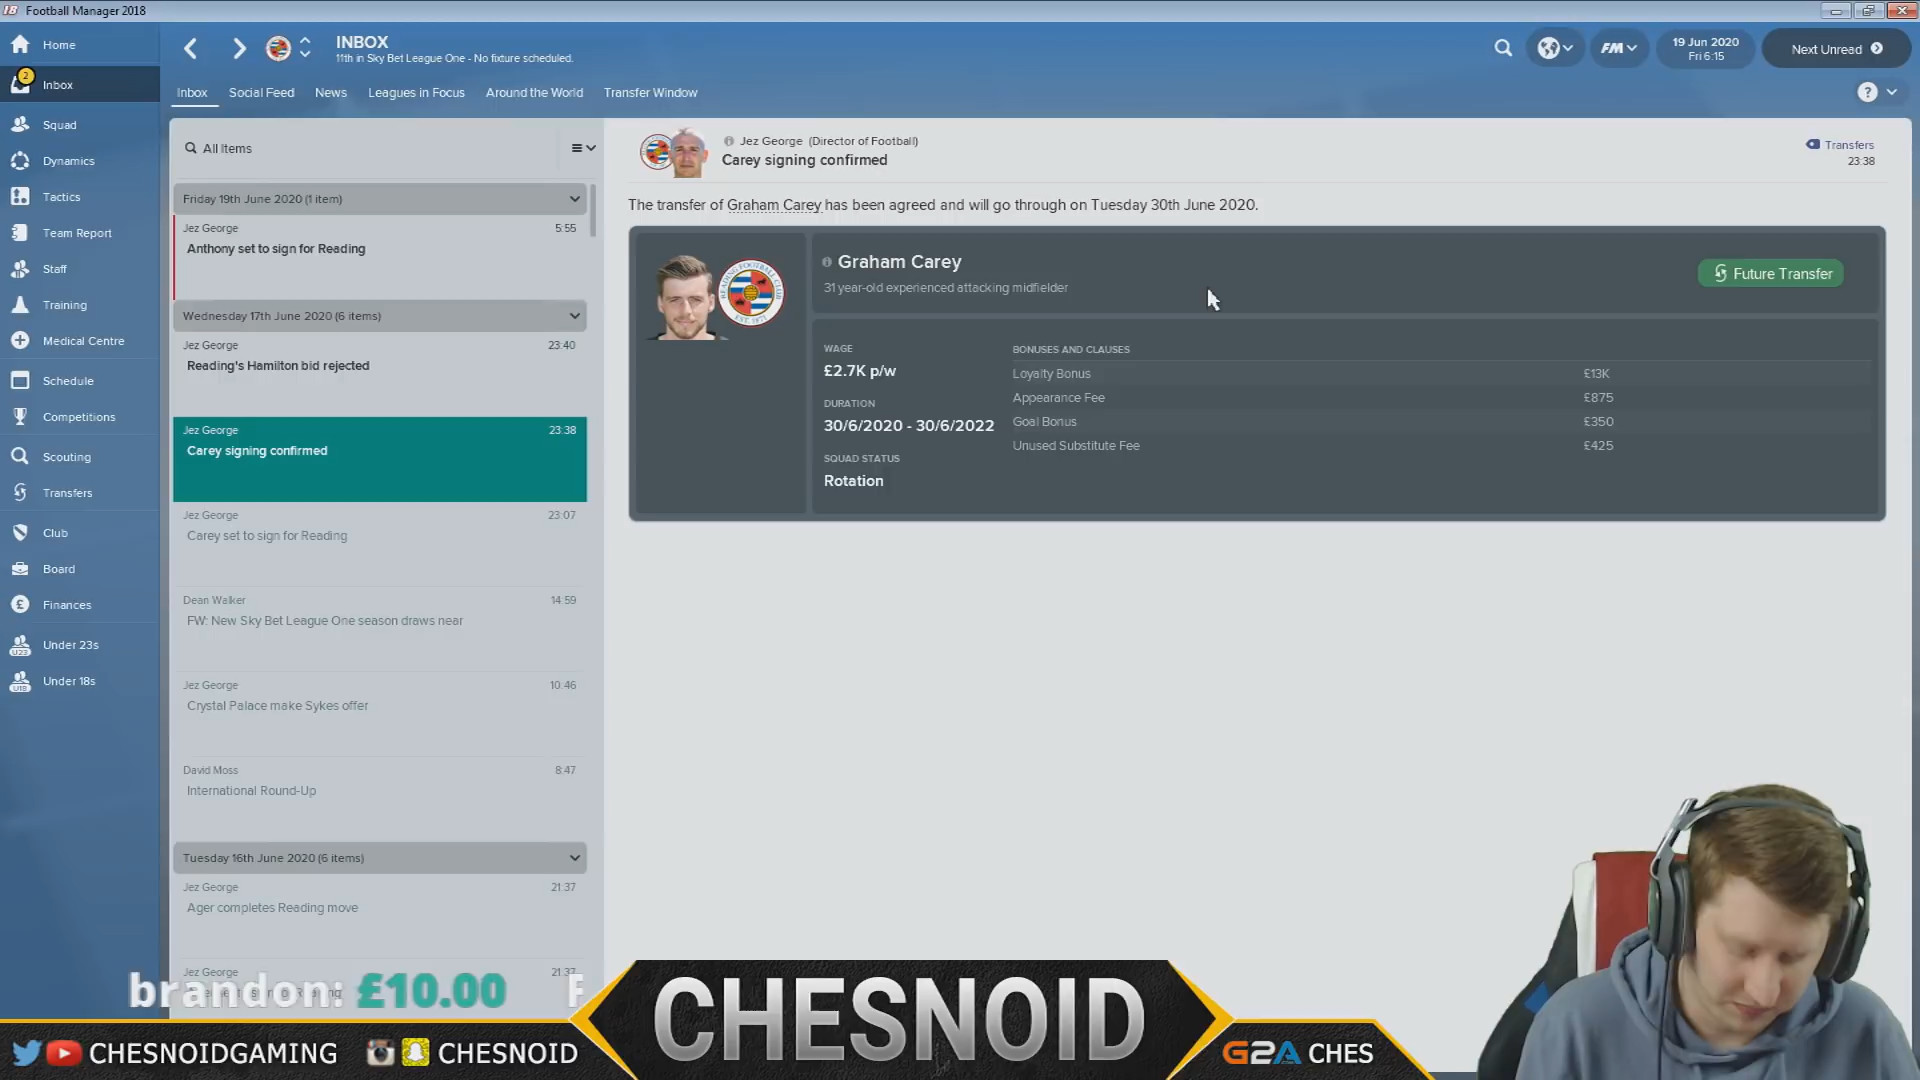 Football Manager 2018
Home
2
Inbox
Squad
Dynamics
Tactics
Team Report
Staff
Training
Medical Centre
Schedule
Competitions
Scouting
Transfers
Club
Board
Finances
Under 23s
Under 18s
INBOX
11th in Sky Bet League One - No fixture scheduled.
FM
19 Jun 2020
Fri 6:15
Next Unread
Inbox
Social Feed
News
Leagues in Focus
Around the World
Transfer Window
?
All Items
Friday 19th June 2020 (1 item)
Jez George 5:55
Anthony set to sign for Reading
Wednesday 17th June 2020 (6 items)
Jez George 23:40
Reading's Hamilton bid rejected
Jez George 23:38
Carey signing confirmed
Jez George 23:07
Carey set to sign for Reading
Dean Walker 14:59
FW: New Sky Bet League One season draws near
Jez George 10:46
Crystal Palace make Sykes offer
David Moss 8:47
International Round-Up
Tuesday 16th June 2020 (6 items)
Jez George 21:37
Ager completes Reading move
Jez George 21:37
Jez George (Director of Football)
Carey signing confirmed
Transfers
23:38
The transfer of Graham Carey has been agreed and will go through on Tuesday 30th June 2020.
Graham Carey
31 year-old experienced attacking midfielder
Future Transfer
WAGE
£2.7K p/w
DURATION
30/6/2020 - 30/6/2022
SQUAD STATUS
Rotation
BONUSES AND CLAUSES
Loyalty Bonus £13K
Appearance Fee £875
Goal Bonus £350
Unused Substitute Fee £425
brandon: £10.00
CHESNOIDGAMING
CHESNOID
CHESNOID
G2A CHES